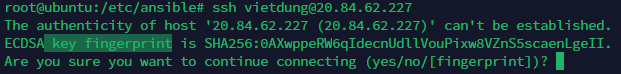 root@ubuntu:/etc/ansible# ssh vietdung@20.84.62.227
The authenticity of host '20.84.62.227 (20.84.62.227)' can't be established.
ECDSA key fingerprint is SHA256:0AXwppeRW6qIdecnUdllVouPixw8VZnS5scaenLgeII.
Are you sure you want to continue connecting (yes/no/[fingerprint])?